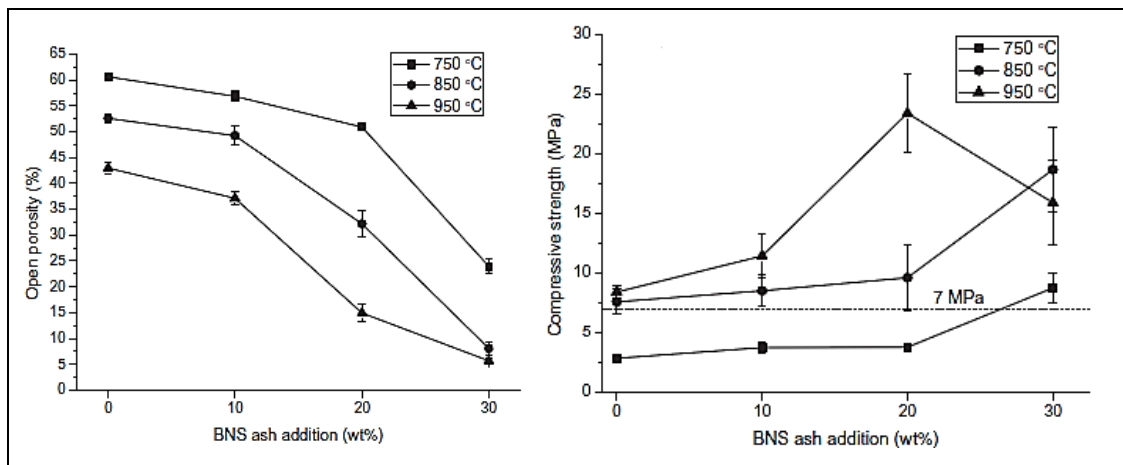 65
60
55
50
45
40
35
30
25
20
15
10
5
0
Open porosity (%)
750 °C
850 °C
950 °C
0 10 20 30
BNS ash addition (wt%)
30
25
20
15
10
5
0
Compressive strength (MPa)
750 °C
850 °C
950 °C
7 MPa
0 10 20 30
BNS ash addition (wt%)